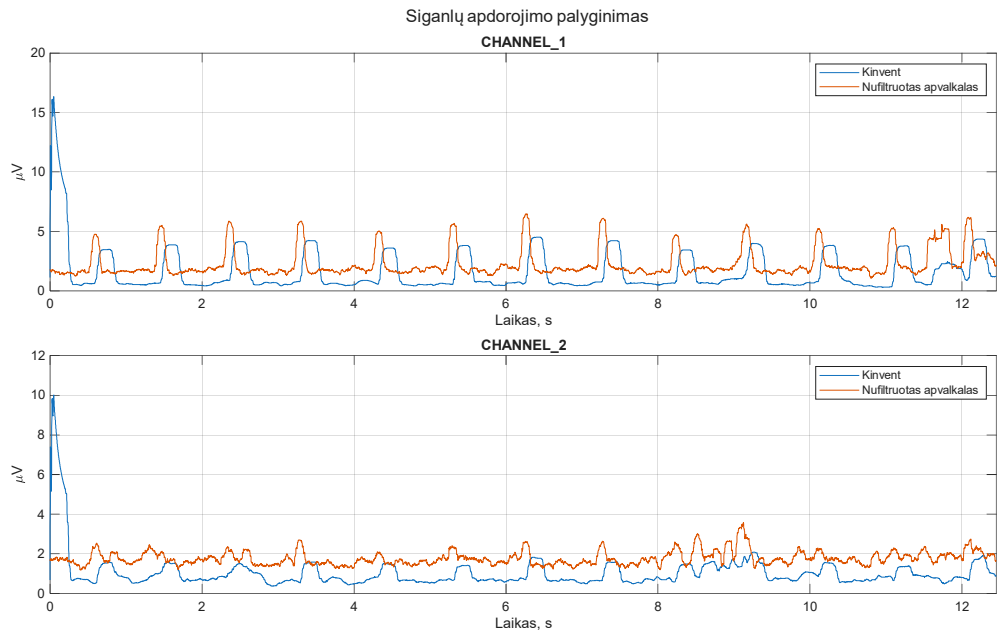 Siganlų apdorojimo palyginimas
CHANNEL_1
20
15
10
5
0
μV
Kinvent
Nufiltruotas apvalkalas
0 2 4 6 8 10 12
Laikas, s
CHANNEL_2
12
10
8
6
4
2
0
μV
Kinvent
Nufiltruotas apvalkalas
0 2 4 6 8 10 12
Laikas, s